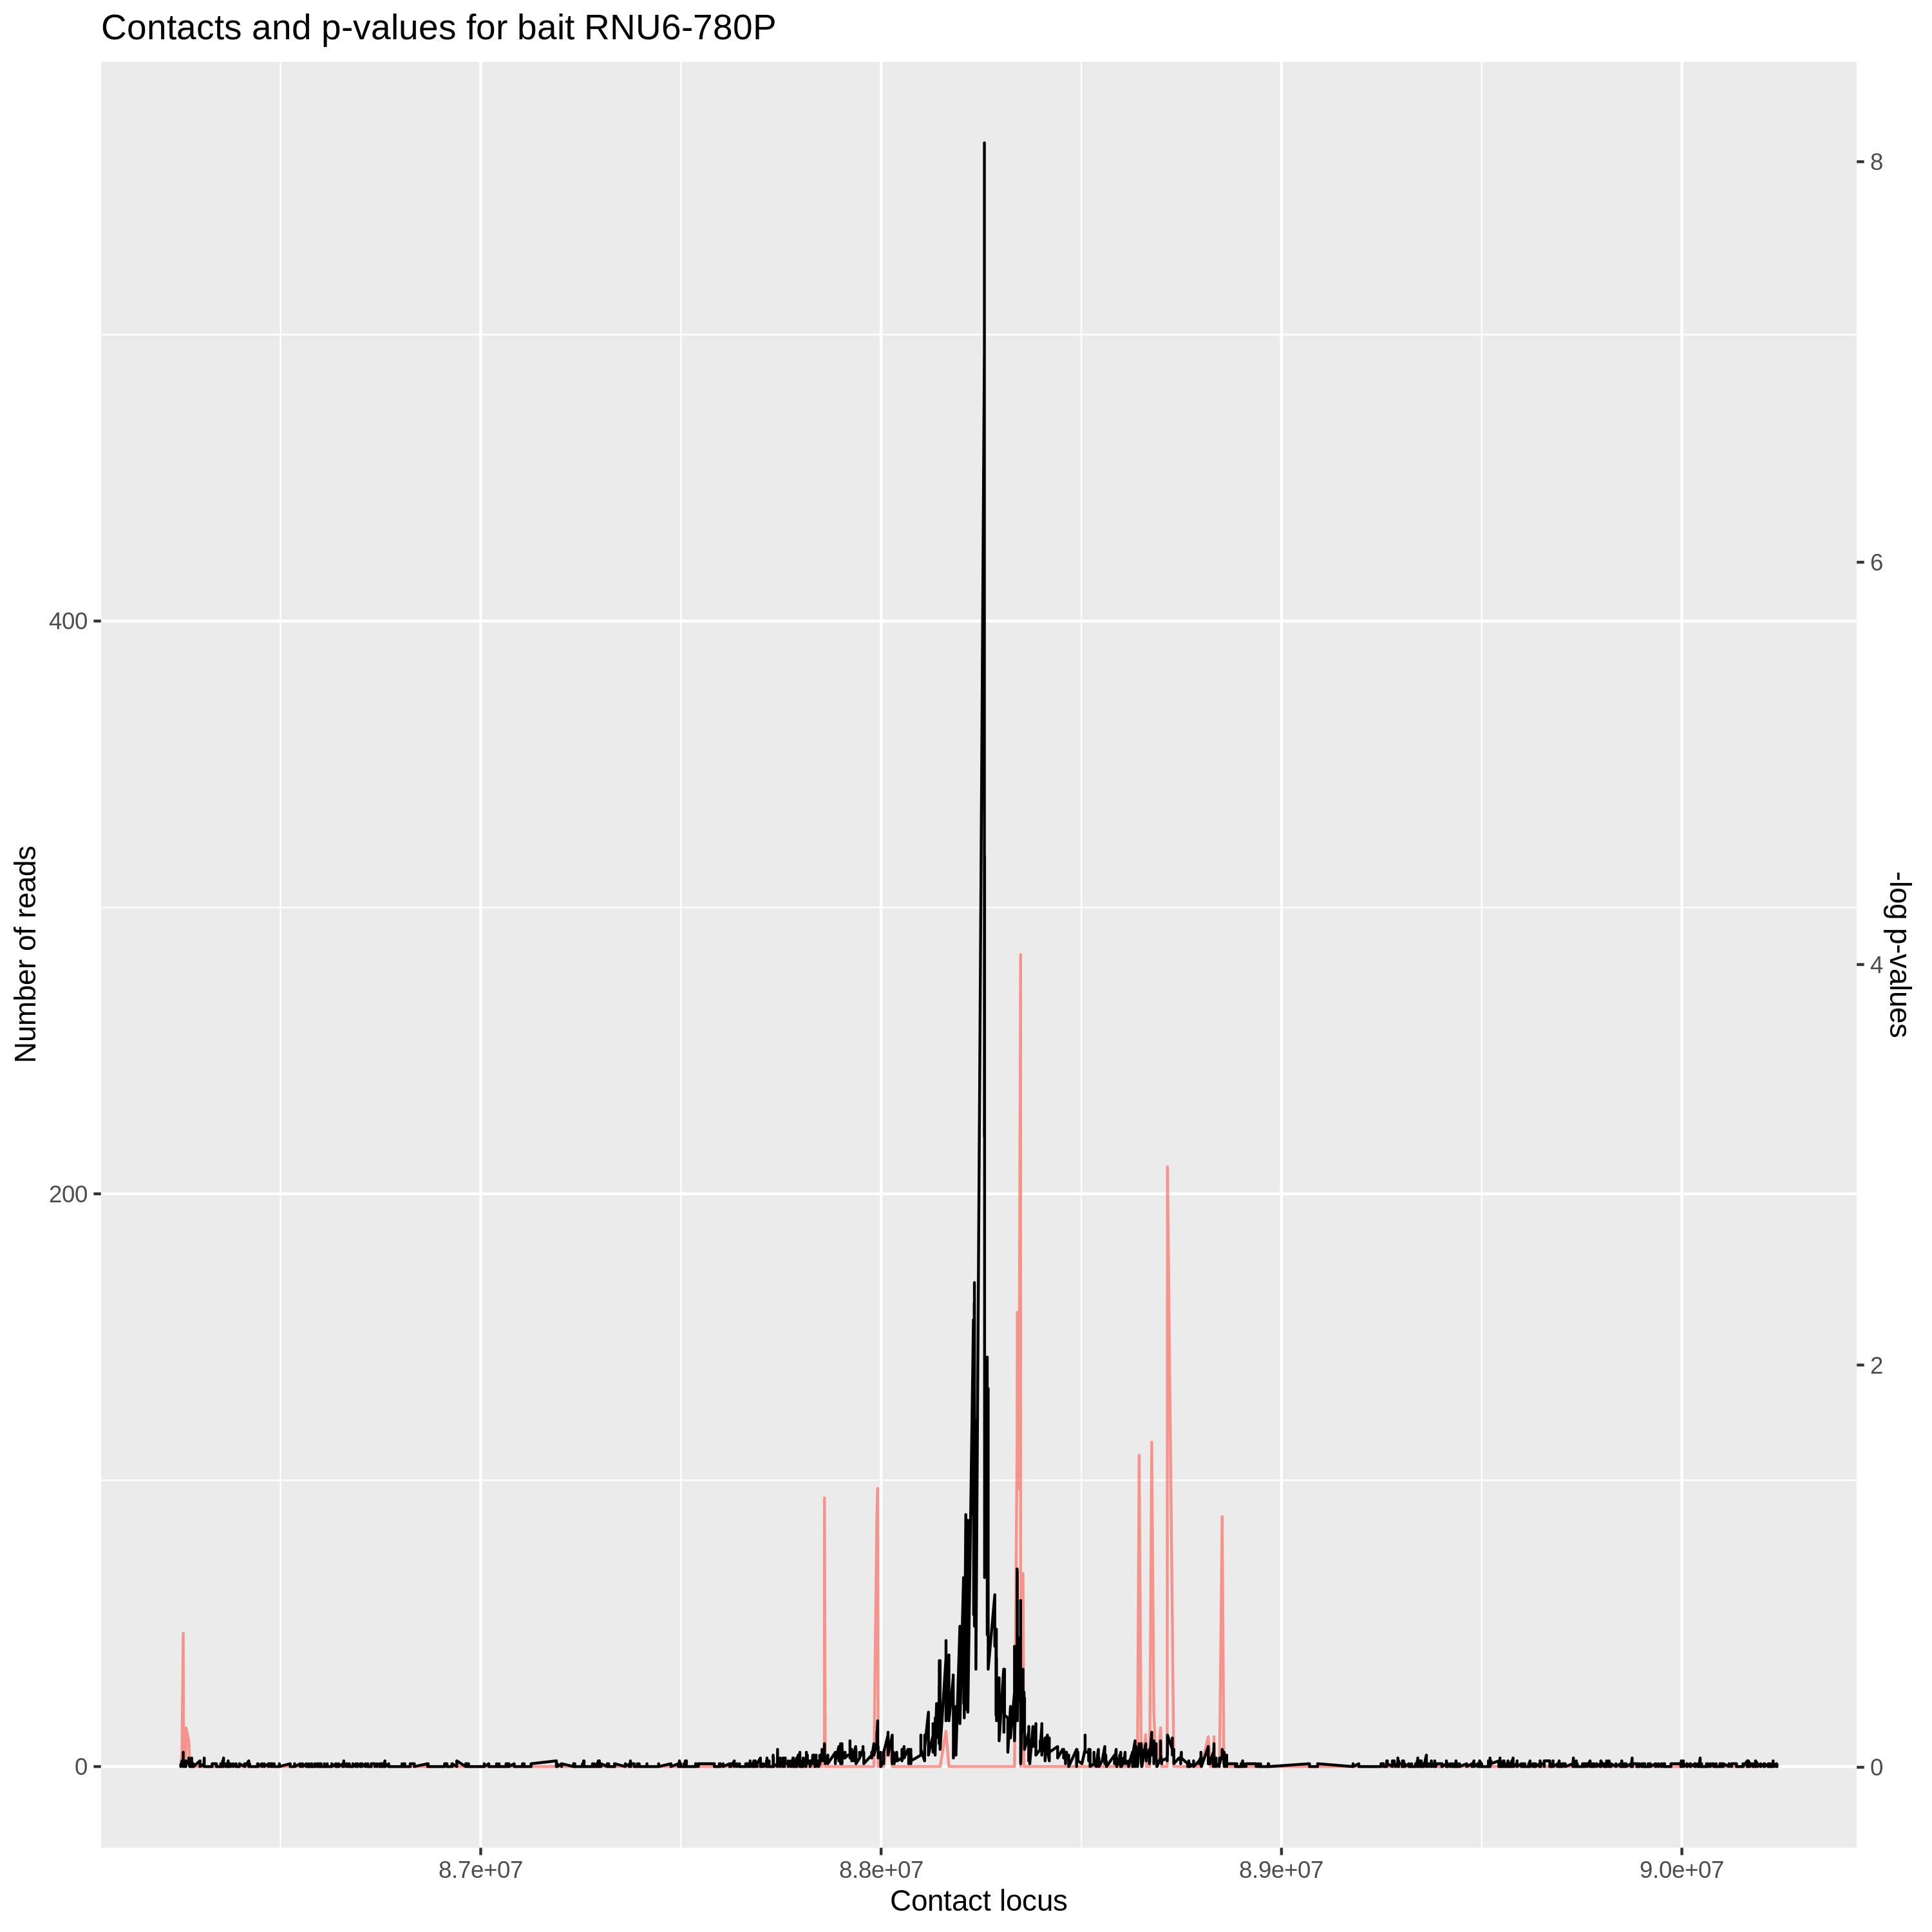 Contacts and p-values for bait RNU6-780P
8
6
400
Number of reads
-log p-values
4
200
2
0
0
8.7e+07
8.8e+07
8.9e+07
9.0e+07
Contact locus